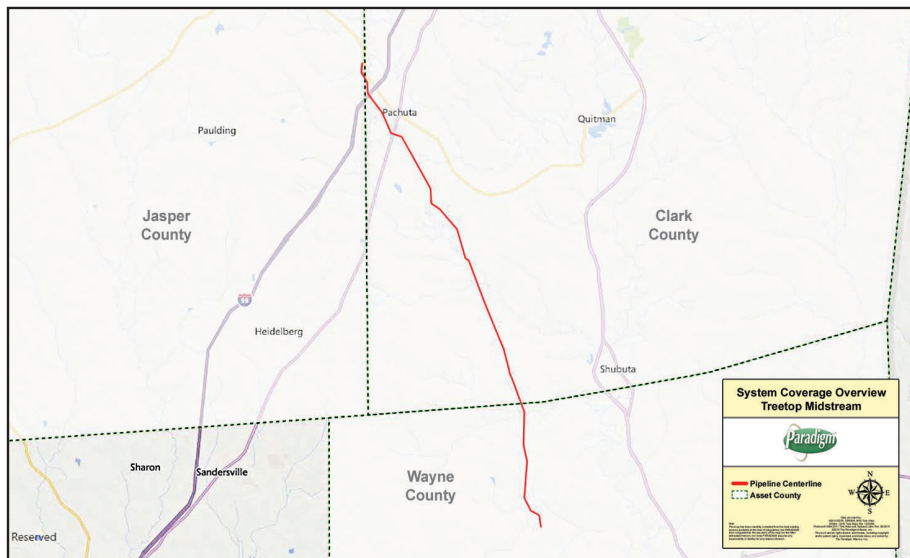 Pachuta
Paulding
Quitman
Jasper
County
Clark
County
Heidelberg
Shubuta
Sharon
Sandersville
Wayne
County
Reserved
System Coverage Overview
Treetop Midstream
Paradigm
Pipeline Centerline
Asset County
N
W
E
S